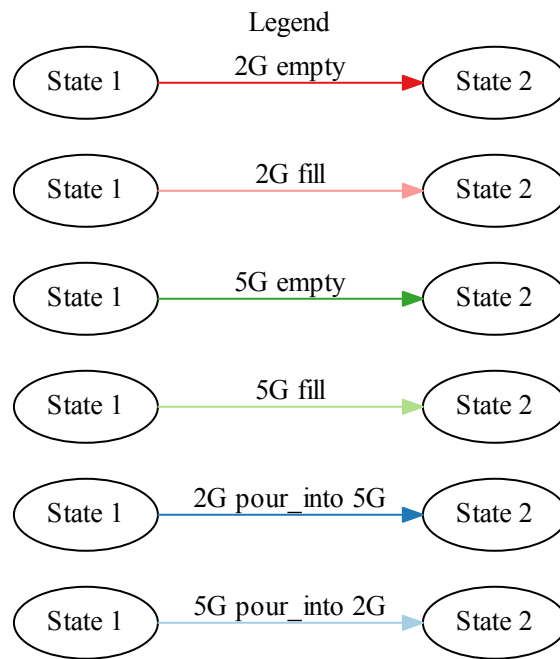 Legend
State 1 2G empty State 2
State 1 2G fill State 2
State 1 5G empty State 2
State 1 5G fill State 2
State 1 2G pour_into 5G State 2
State 1 5G pour_into 2G State 2